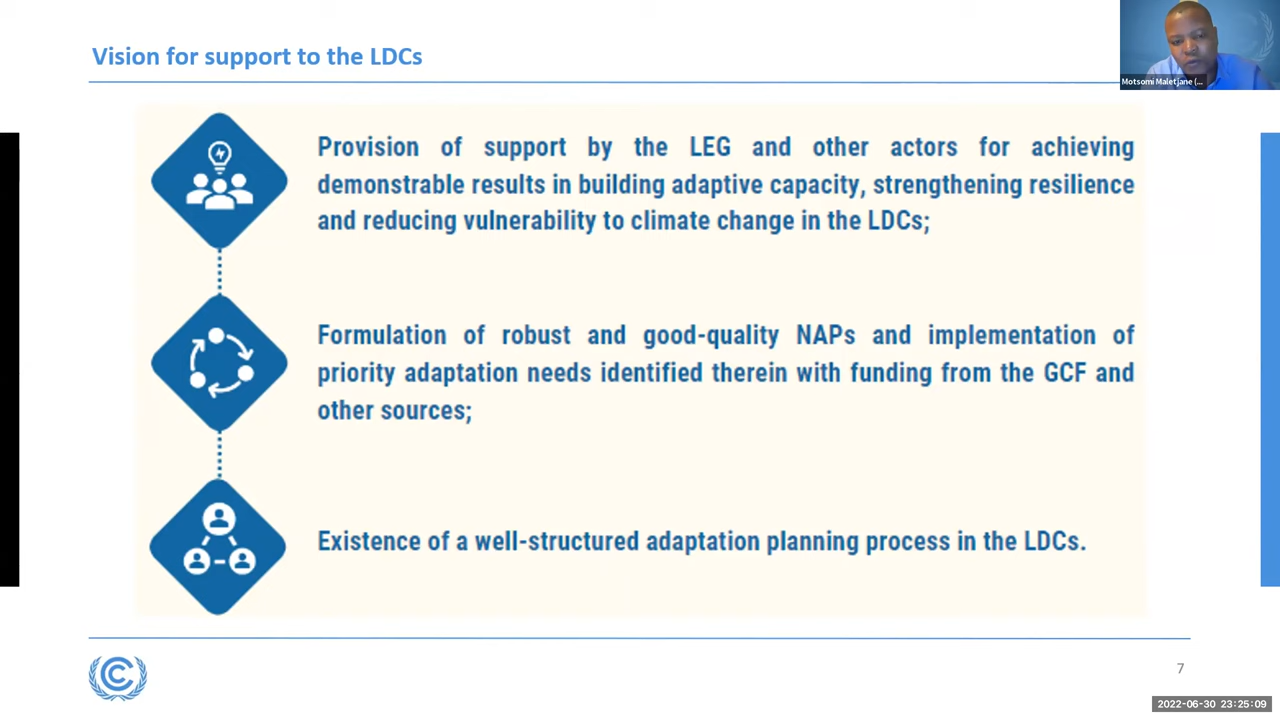 Vision for support to the LDCs
Motsomi Maletjane (...
Provision of support by the LEG and other actors for achieving
demonstrable results in building adaptive capacity, strengthening resilience
and reducing vulnerability to climate change in the LDCs;
Formulation of robust and good-quality NAPs and implementation of
priority adaptation needs identified therein with funding from the GCF and
other sources;
Existence of a well-structured adaptation planning process in the LDCs.
7
2022-06-30 23:25:09